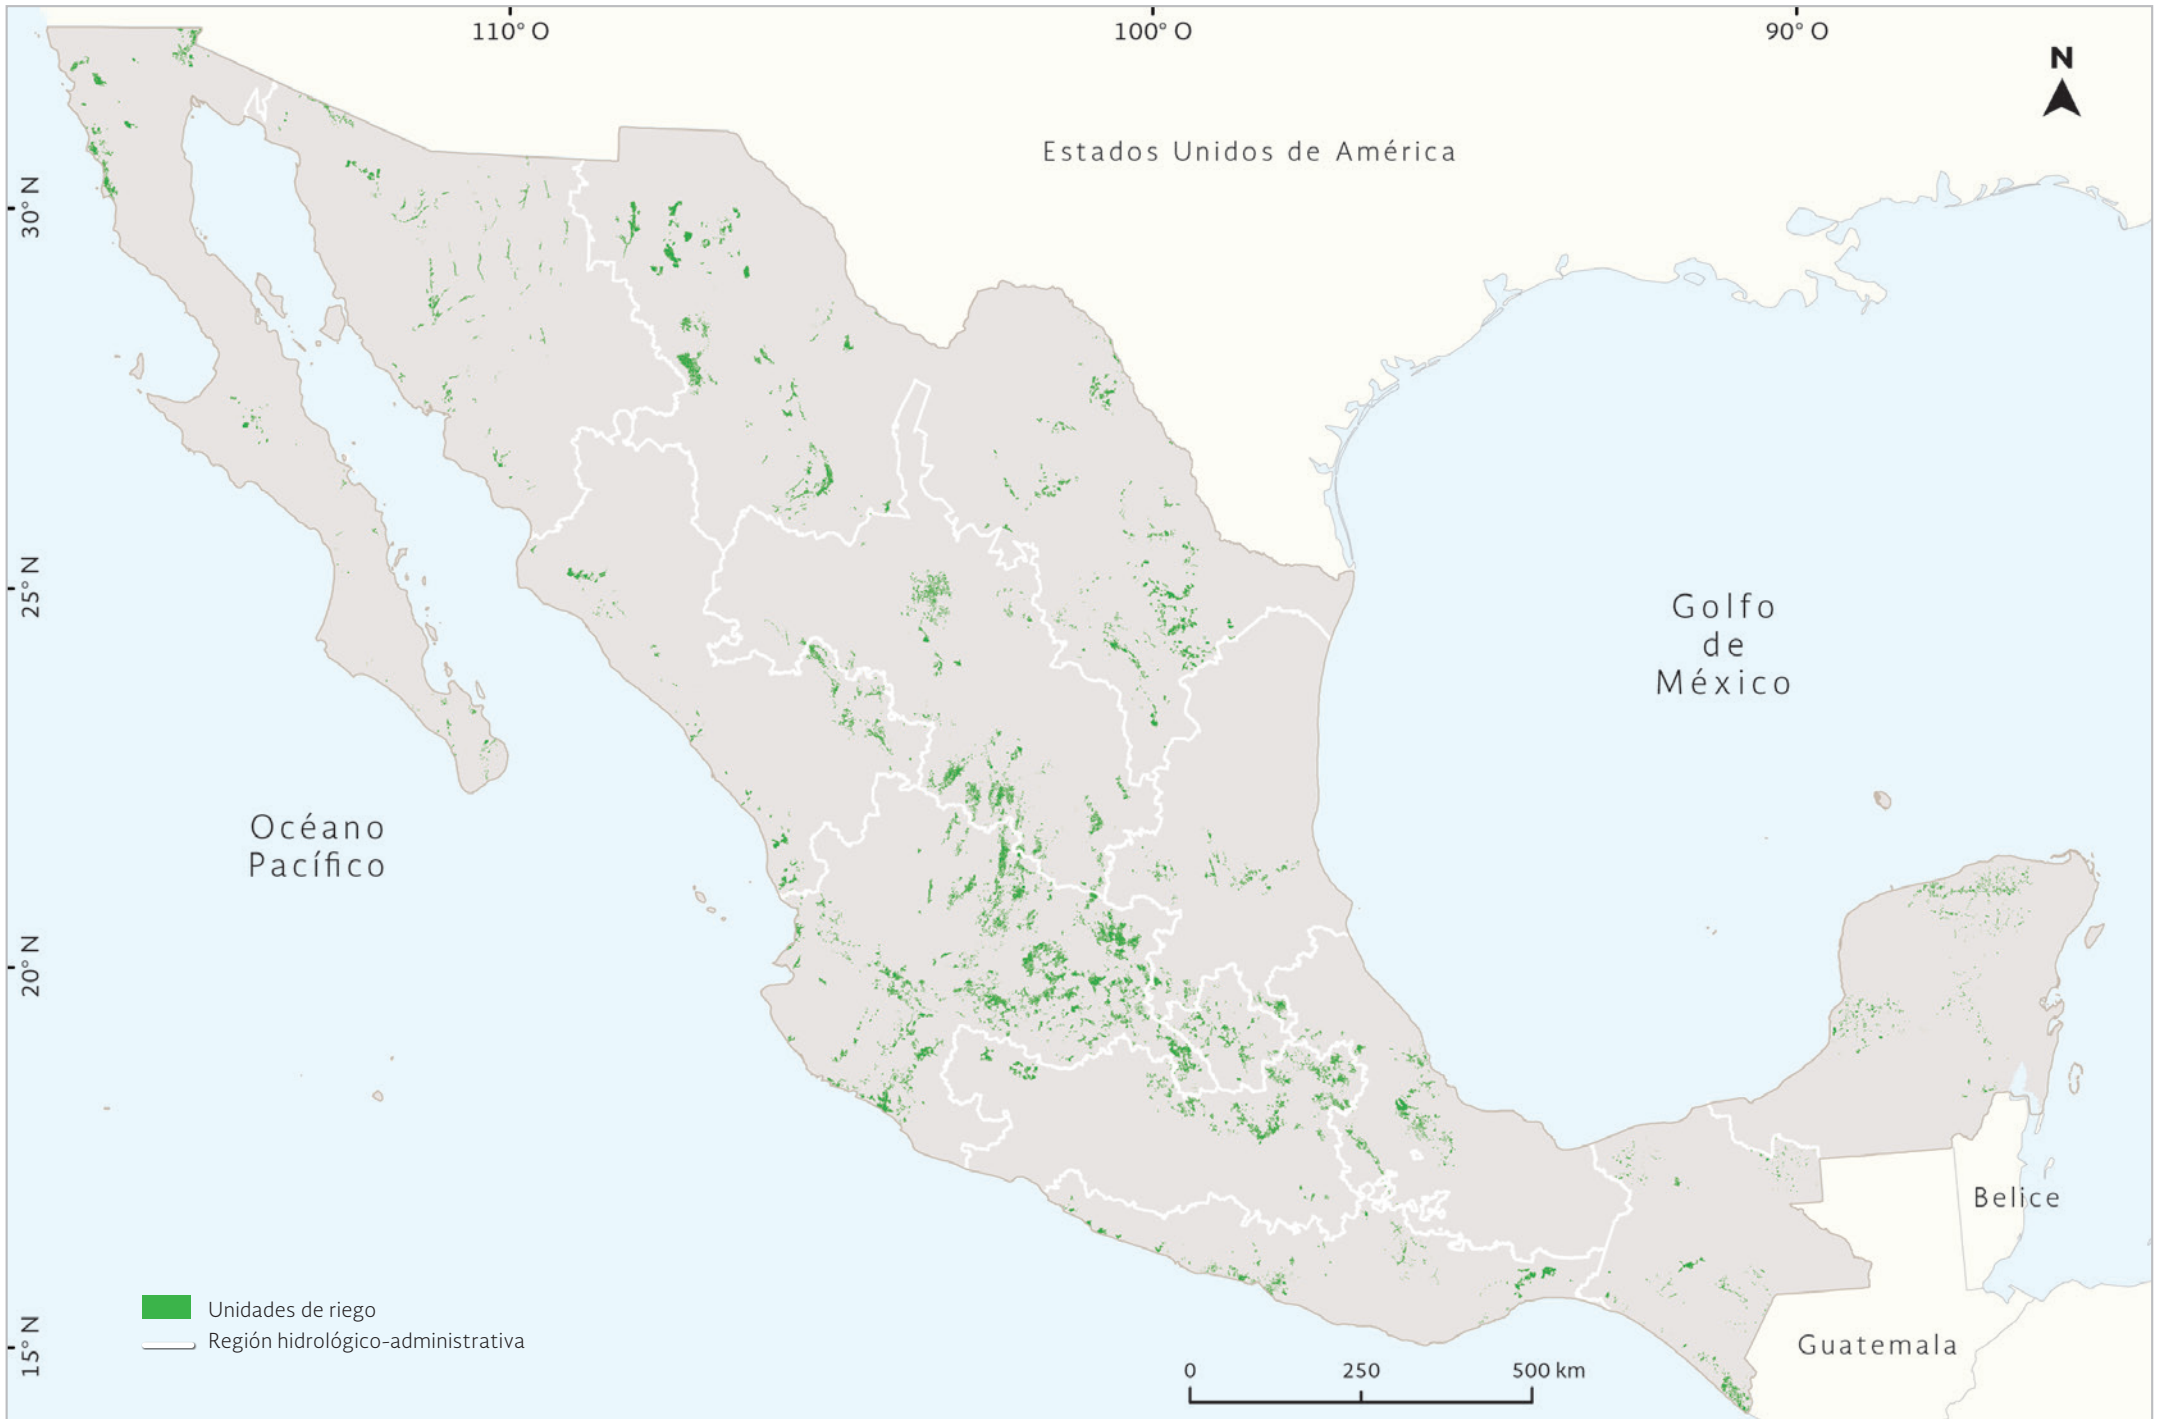 110° O
100° O
90° O
N
Estados Unidos de América
30° N
25° N
Golfo
de
México
Océano
Pacífico
20° N
Belice
Unidades de riego
Región hidrológico-administrativa
15° N
Guatemala
0
250
500 km